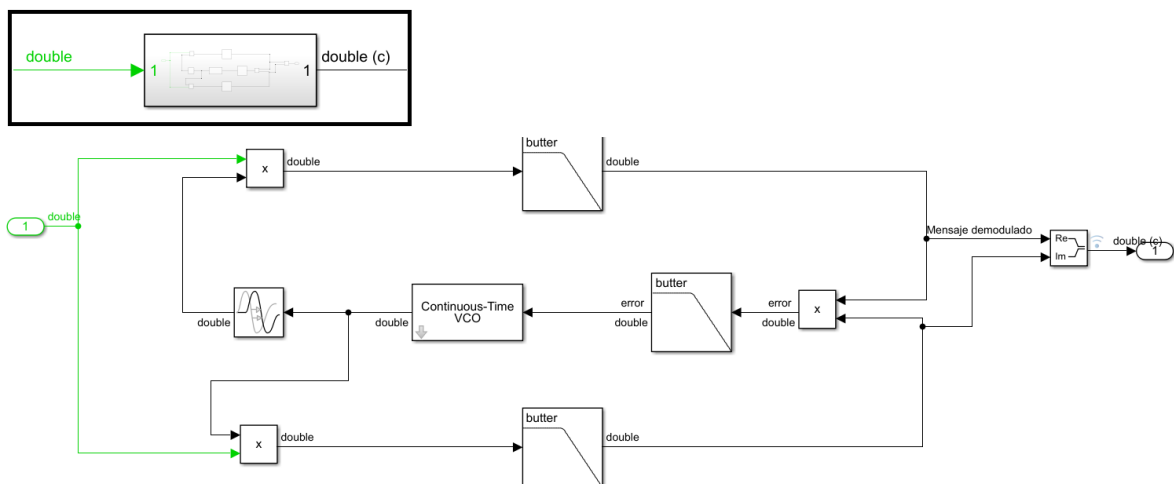 double
1
1
double (c)
butter
x
double
double
1
double
Mensaje demodulado
Re
Im
double (c)
1
double
Continuous-Time
VCO
double
error
double
butter
error
double
x
x
double
butter
double